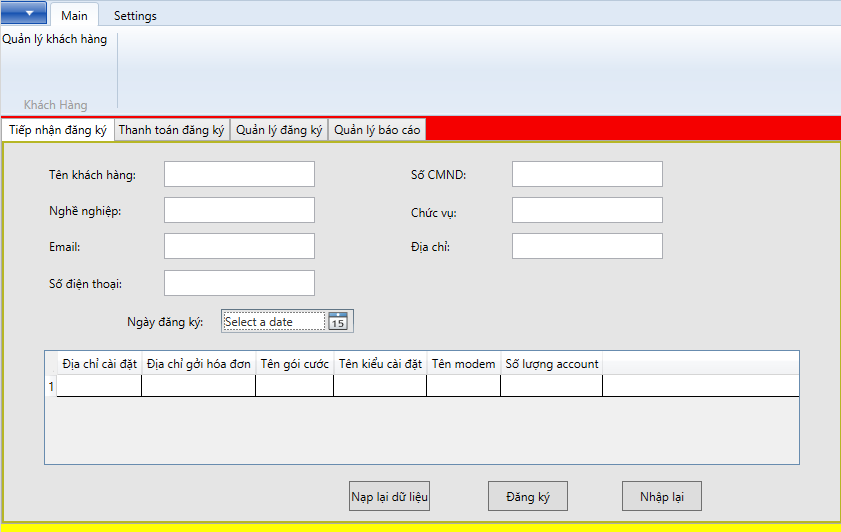 Main Settings
Quản lý khách hàng
Khách Hàng
Tiếp nhận đăng ký Thanh toán đăng ký Quản lý đăng ký Quản lý báo cáo
Tên khách hàng: Số CMND:
Nghề nghiệp: Chức vụ:
Email: Địa chỉ:
Số điện thoại:
Ngày đăng ký: Select a date 15
Địa chỉ cài đặt Địa chỉ gởi hóa đơn Tên gói cước Tên kiểu cài đặt Tên modem Số lượng account
1
Nạp lại dữ liệu Đăng ký Nhập lại